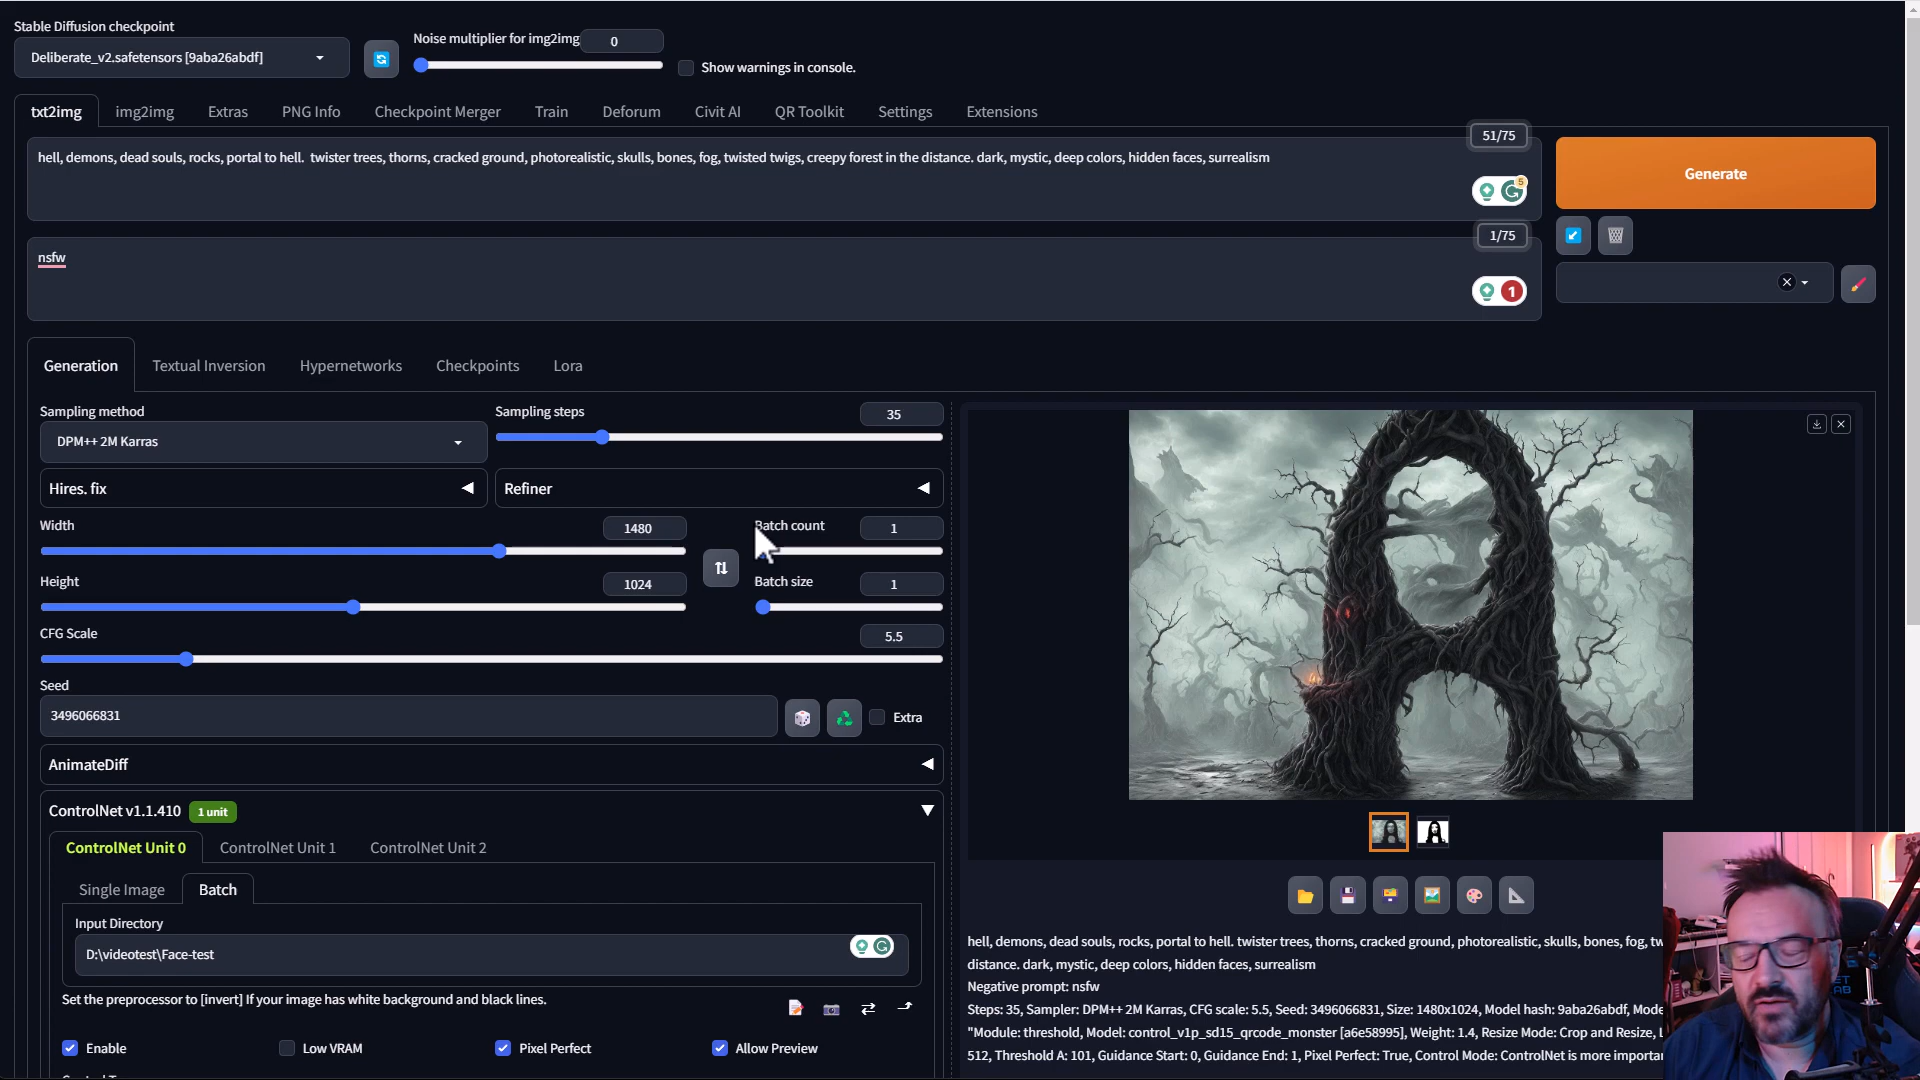 Stable Diffusion checkpoint
Deliberate_v2.safetensors [9aba26abdf]
Noise multiplier for img2img
0
Show warnings in console.
txt2img
img2img
Extras
PNG Info
Checkpoint Merger
Train
Deforum
Civit AI
QR Toolkit
Settings
Extensions
51/75
hell, demons, dead souls, rocks, portal to hell.  twister trees, thorns, cracked ground, photorealistic, skulls, bones, fog, twisted twigs, creepy forest in the distance. dark, mystic, deep colors, hidden faces, surrealism
5
Generate
1/75
nsfw
1
Generation
Textual Inversion
Hypernetworks
Checkpoints
Lora
Sampling method
DPM++ 2M Karras
Sampling steps
35
Hires. fix
Refiner
Width
1480
Batch count
1
Height
1024
Batch size
1
CFG Scale
5.5
Seed
3496066831
Extra
AnimateDiff
ControlNet v1.1.410
1 unit
ControlNet Unit 0
ControlNet Unit 1
ControlNet Unit 2
Single Image
Batch
Input Directory
D:\videotest\Face-test
Set the preprocessor to [invert] If your image has white background and black lines.
Enable
Low VRAM
Pixel Perfect
Allow Preview
hell, demons, dead souls, rocks, portal to hell. twister trees, thorns, cracked ground, photorealistic, skulls, bones, fog, tw
distance. dark, mystic, deep colors, hidden faces, surrealism
Negative prompt: nsfw
Steps: 35, Sampler: DPM++ 2M Karras, CFG scale: 5.5, Seed: 3496066831, Size: 1480x1024, Model hash: 9aba26abdf, Mode
"Module: threshold, Model: control_v1p_sd15_qrcode_monster [a6e58995], Weight: 1.4, Resize Mode: Crop and Resize, L
512, Threshold A: 101, Guidance Start: 0, Guidance End: 1, Pixel Perfect: True, Control Mode: ControlNet is more importa